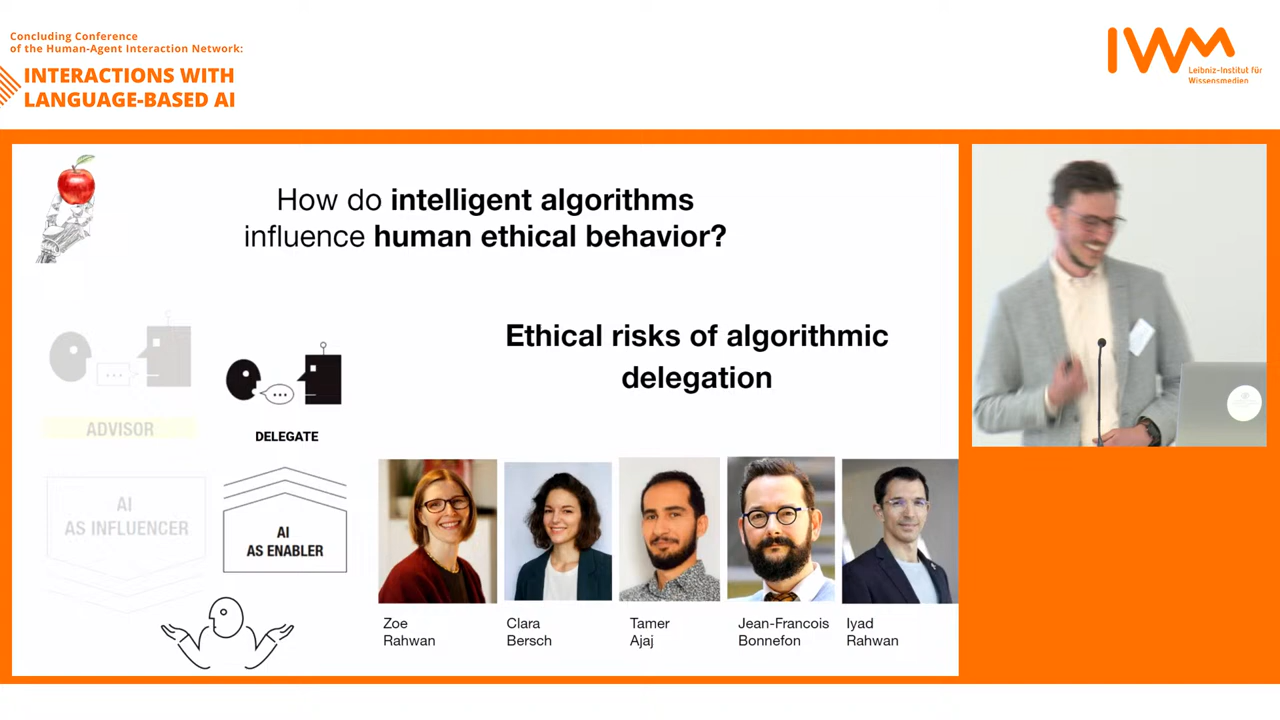 Concluding Conference
of the Human-Agent Interaction Network:
INTERACTIONS WITH
LANGUAGE-BASED AI
IWM
Leibniz-Institut für
Wissensmedien
How do intelligent algorithms
influence human ethical behavior?
Ethical risks of algorithmic
delegation
ADVISOR
DELEGATE
AI
AS INFLUENCER
AI
AS ENABLER
Zoe
Rahwan
Clara
Bersch
Tamer
Ajaj
Jean-Francois
Bonnefon
Iyad
Rahwan